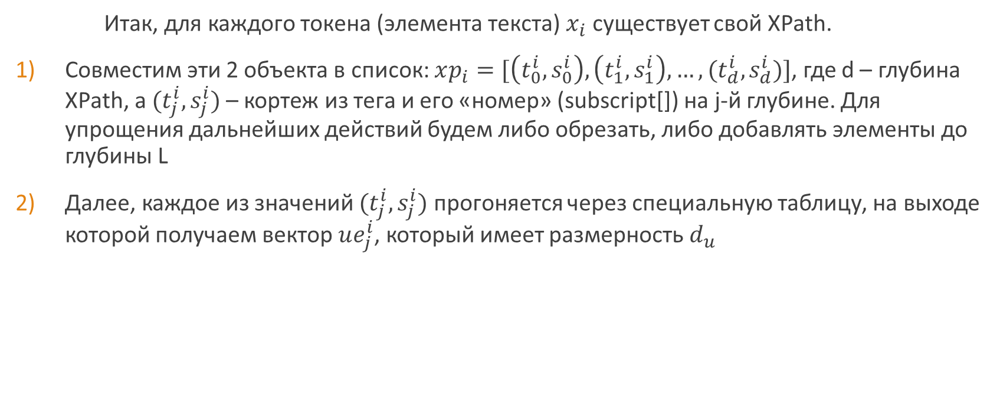 Итак, для каждого токена (элемента текста) $x_i$ существует свой XPath.
1) Совместим эти 2 объекта в список: $xp_i = [(t_0^i, s_0^i), (t_1^i, s_1^i), \ldots, (t_d^i, s_d^i)]$, где d – глубина
XPath, а $(t_j^i, s_j^i)$ – кортеж из тега и его «номер» (subscript[]) на j-й глубине. Для
упрощения дальнейших действий будем либо обрезать, либо добавлять элементы до
глубины L
2) Далее, каждое из значений $(t_j^i, s_j^i)$ прогоняется через специальную таблицу, на выходе
которой получаем вектор $ue_j^i$, который имеет размерность $d_u$